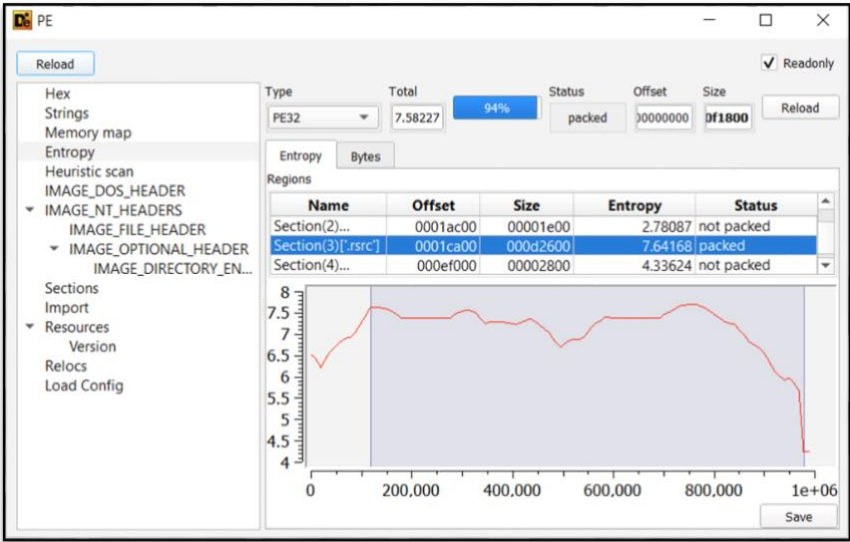 De PE
Reload
Readonly
Hex
Strings
Memory map
Entropy
Heuristic scan
IMAGE_DOS_HEADER
IMAGE_NT_HEADERS
IMAGE_FILE_HEADER
IMAGE_OPTIONAL_HEADER
IMAGE_DIRECTORY_EN...
Sections
Import
Resources
Version
Relocs
Load Config
Type Total Status Offset Size
PE32 7.58227 94% packed 00000000 0f1800 Reload
Entropy Bytes
Regions
Name Offset Size Entropy Status
Section(2)... 0001ac00 00001e00 2.78087 not packed
Section(3)['.rsrc'] 0001ca00 000d2600 7.64168 packed
Section(4)... 000ef000 00002800 4.33624 not packed
8
7.5
7
6.5
6
5.5
5
4.5
4
0 200,000 400,000 600,000 800,000 1e+06
Save